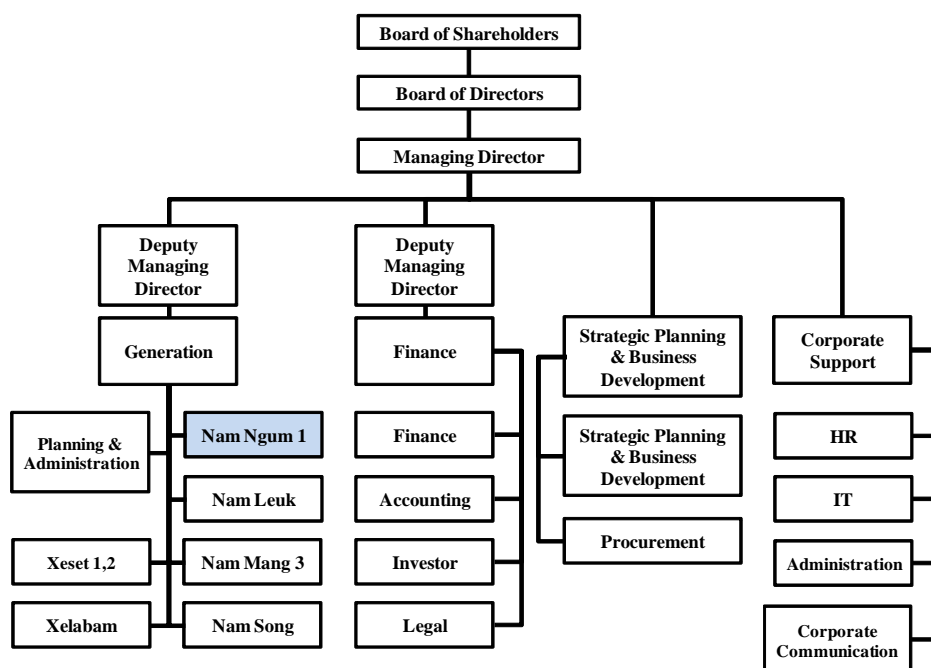 Board of Shareholders
Board of Directors
Managing Director
Deputy
Managing
Director
Deputy
Managing
Director
Generation
Finance
Strategic Planning
& Business
Development
Corporate
Support
Planning &
Administration
Nam Ngum 1
Finance
Strategic Planning
& Business
Development
HR
Nam Leuk
Accounting
IT
Xeset 1,2
Nam Mang 3
Investor
Procurement
Administration
Xelabam
Nam Song
Legal
Corporate
Communication